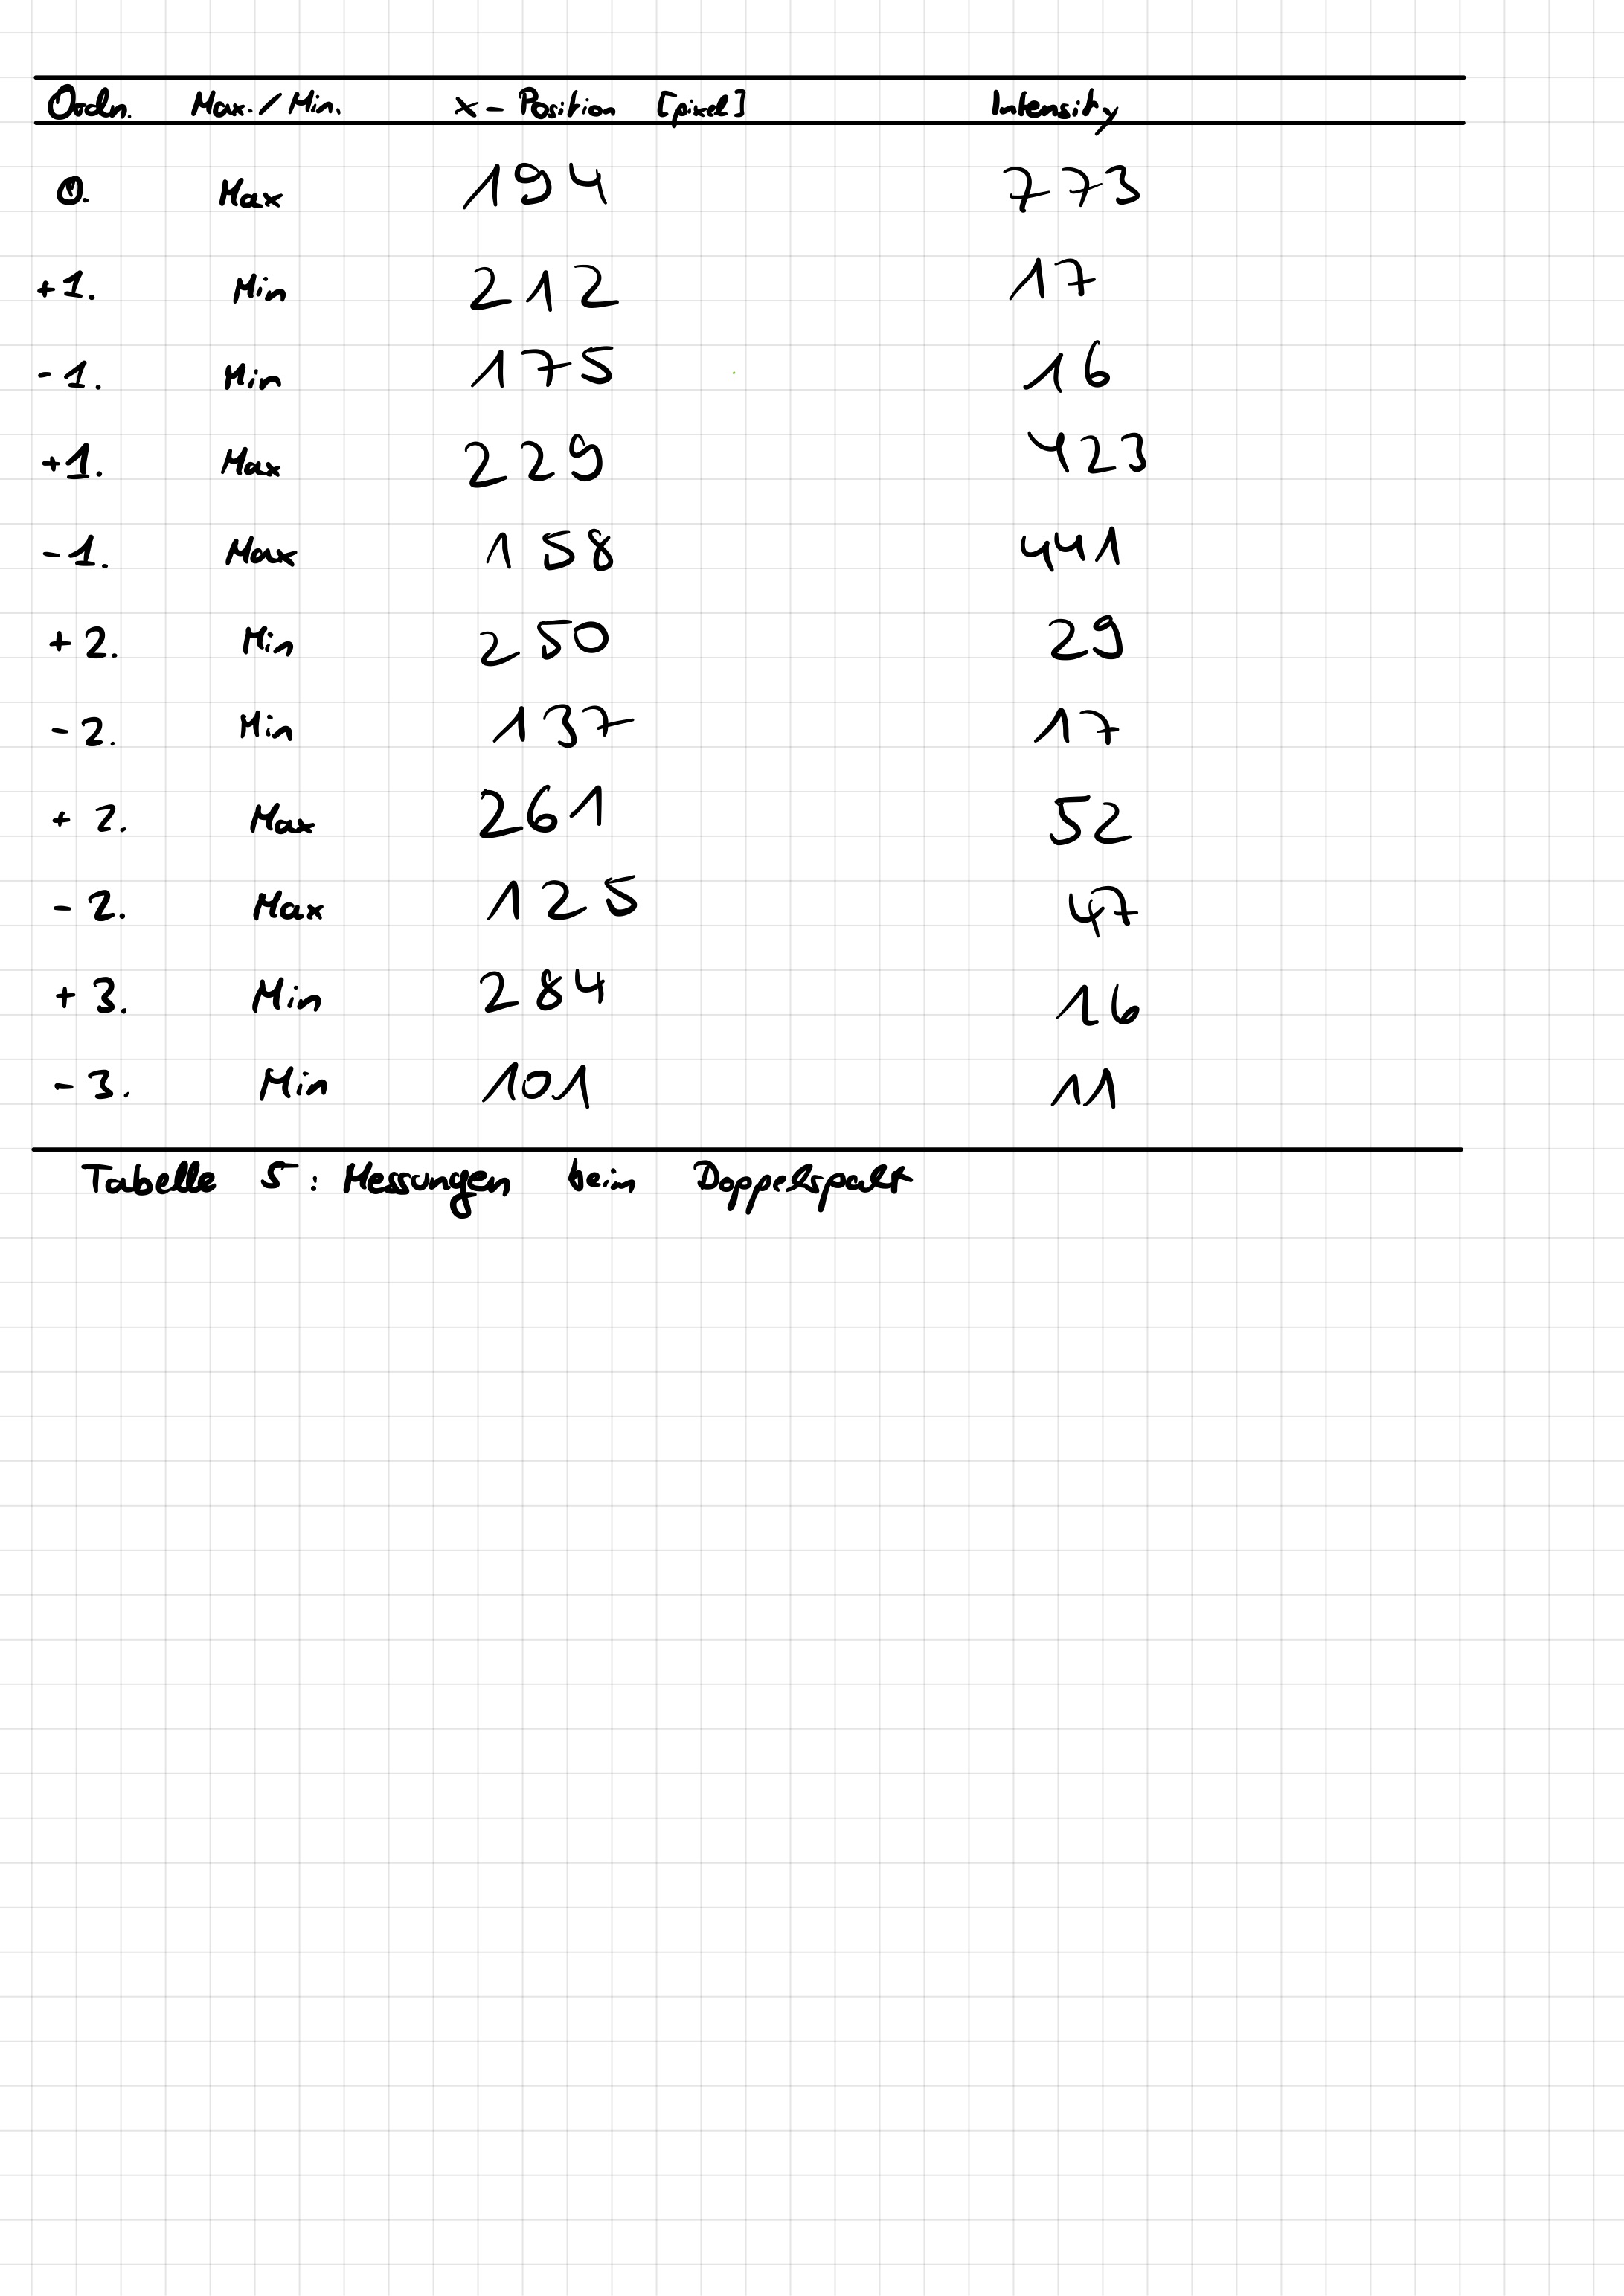 Ordn. Max./Min. x-Position [pixel] Intensity
0. Max 194 773
+1. Min 212 17
-1. Min 175 16
+1. Max 229 423
-1. Max 158 441
+2. Min 250 29
-2. Min 137 17
+2. Max 261 52
-2. Max 125 47
+3. Min 284 16
-3. Min 101 11
Tabelle 5: Messungen beim Doppelspalt